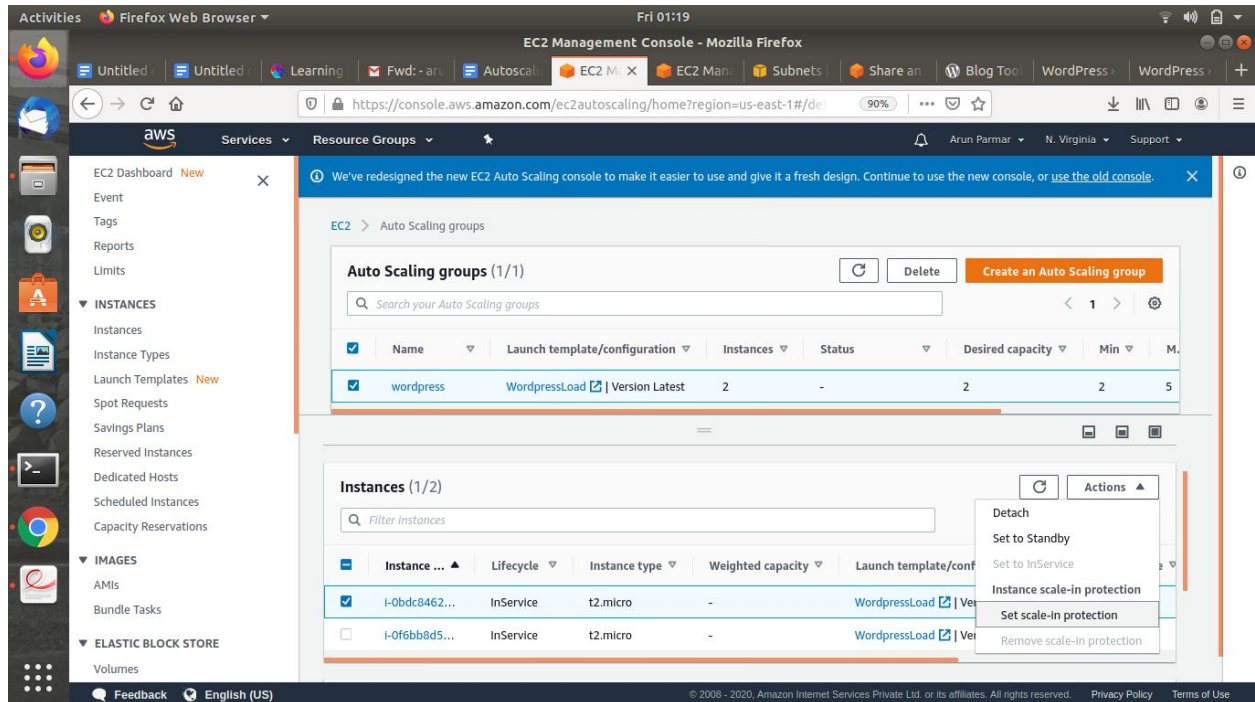 Activities Firefox Web Browser Fri 01:19
EC2 Management Console - Mozilla Firefox
Untitled Untitled Learning Fwd: - aru Autoscali EC2 M EC2 Mana Subnets Share an Blog Tool WordPress WordPress
https://console.aws.amazon.com/ec2autoscaling/home?region=us-east-1#/de 90%
aws Services Resource Groups Arun Parmar N. Virginia Support
EC2 Dashboard New
Event
Tags
Reports
Limits
INSTANCES
Instances
Instance Types
Launch Templates New
Spot Requests
Savings Plans
Reserved Instances
Dedicated Hosts
Scheduled Instances
Capacity Reservations
IMAGES
AMIs
Bundle Tasks
ELASTIC BLOCK STORE
Volumes
We've redesigned the new EC2 Auto Scaling console to make it easier to use and give it a fresh design. Continue to use the new console, or use the old console.
EC2 > Auto Scaling groups
Auto Scaling groups (1/1) Delete Create an Auto Scaling group
Search your Auto Scaling groups < 1 >
Name Launch template/configuration Instances Status Desired capacity Min M.
wordpress WordpressLoad | Version Latest 2 - 2 2 5
Instances (1/2) Actions
Filter instances
Detach
Set to Standby
Set to InService
Instance scale-in protection
Set scale-in protection
Remove scale-in protection
Instance ... Lifecycle Instance type Weighted capacity Launch template/conf e
i-0bdc8462... InService t2.micro - WordpressLoad | Ver
i-0f6bb8d5... InService t2.micro - WordpressLoad | Ver
Feedback English (US) © 2008 - 2020, Amazon Internet Services Private Ltd. or its affiliates. All rights reserved. Privacy Policy Terms of Use